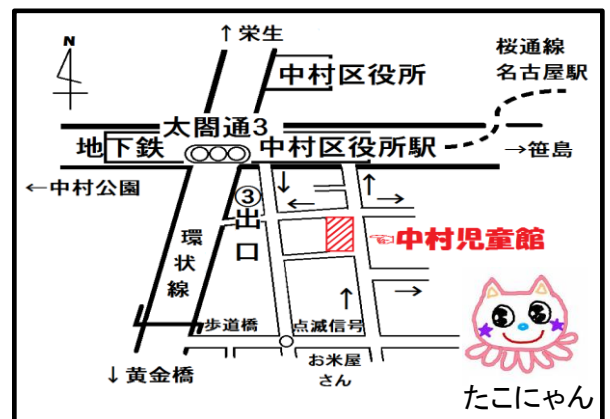 N
↑栄生
中村区役所
桜通線
名古屋駅
太閤通3
地下鉄
中村区役所駅
→笹島
←中村公園
③出口
環状線
☜中村児童館
歩道橋
点滅信号
お米屋
さん
↓黄金橋
たこにゃん